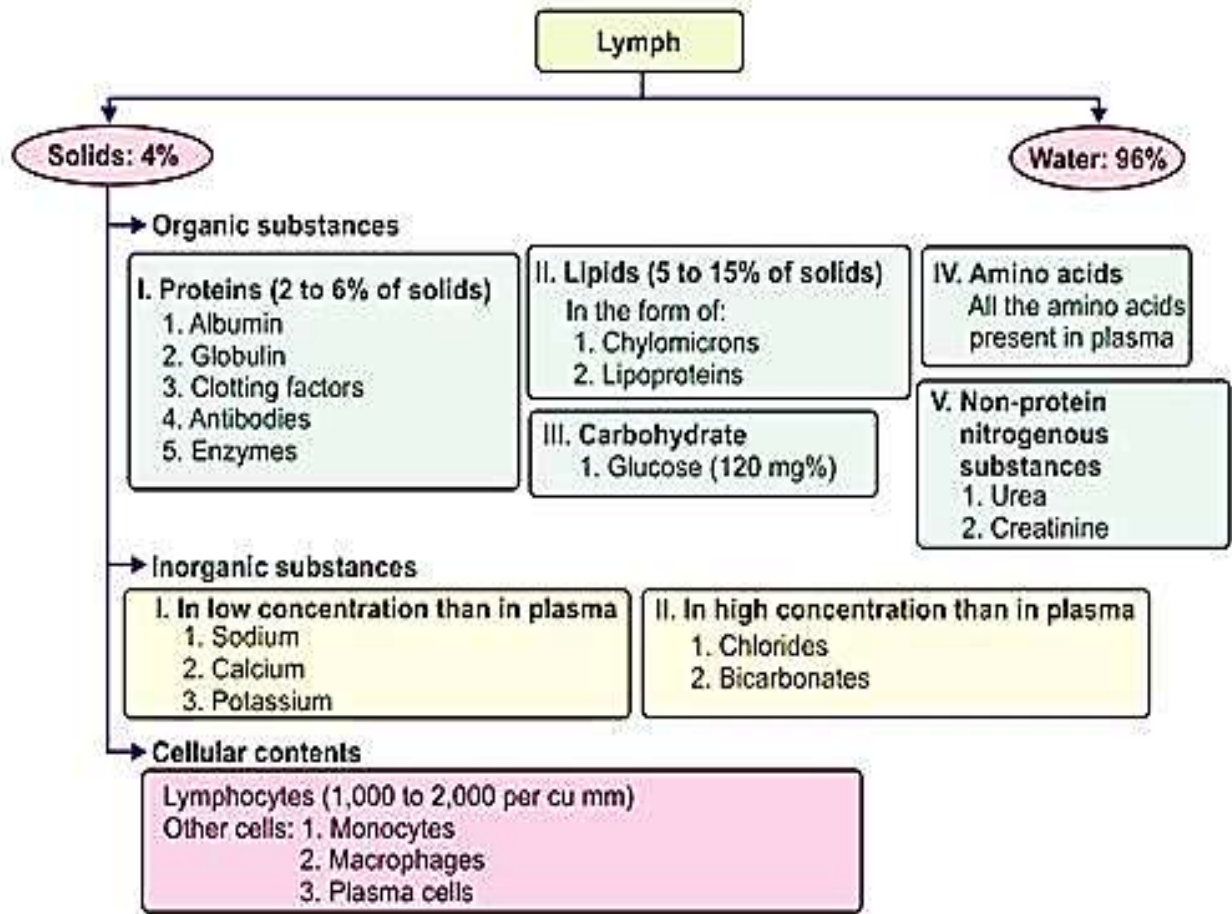 Lymph
Solids: 4%
Water: 96%
Organic substances
I. Proteins (2 to 6% of solids)
1. Albumin
2. Globulin
3. Clotting factors
4. Antibodies
5. Enzymes
II. Lipids (5 to 15% of solids)
In the form of:
1. Chylomicrons
2. Lipoproteins
III. Carbohydrate
1. Glucose (120 mg%)
IV. Amino acids
All the amino acids
present in plasma
V. Non-protein
nitrogenous
substances
1. Urea
2. Creatinine
Inorganic substances
I. In low concentration than in plasma
1. Sodium
2. Calcium
3. Potassium
II. In high concentration than in plasma
1. Chlorides
2. Bicarbonates
Cellular contents
Lymphocytes (1,000 to 2,000 per cu mm)
Other cells: 1. Monocytes
2. Macrophages
3. Plasma cells